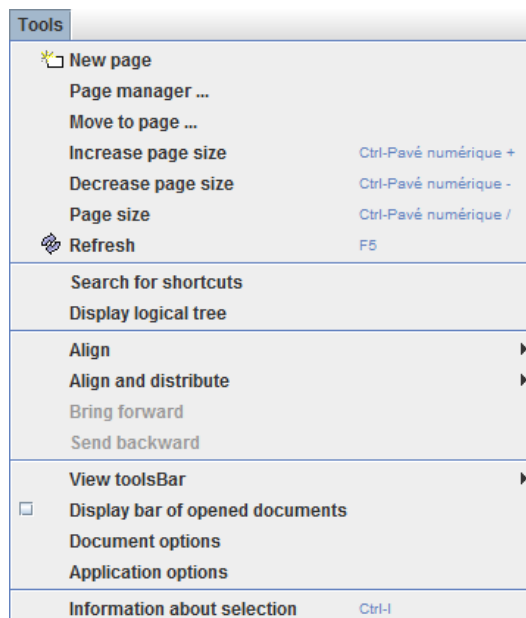 Tools
New page
Page manager ...
Move to page ...
Increase page size Ctrl-Pavé numérique +
Decrease page size Ctrl-Pavé numérique -
Page size Ctrl-Pavé numérique /
Refresh F5
Search for shortcuts
Display logical tree
Align
Align and distribute
Bring forward
Send backward
View toolsBar
Display bar of opened documents
Document options
Application options
Information about selection Ctrl-I